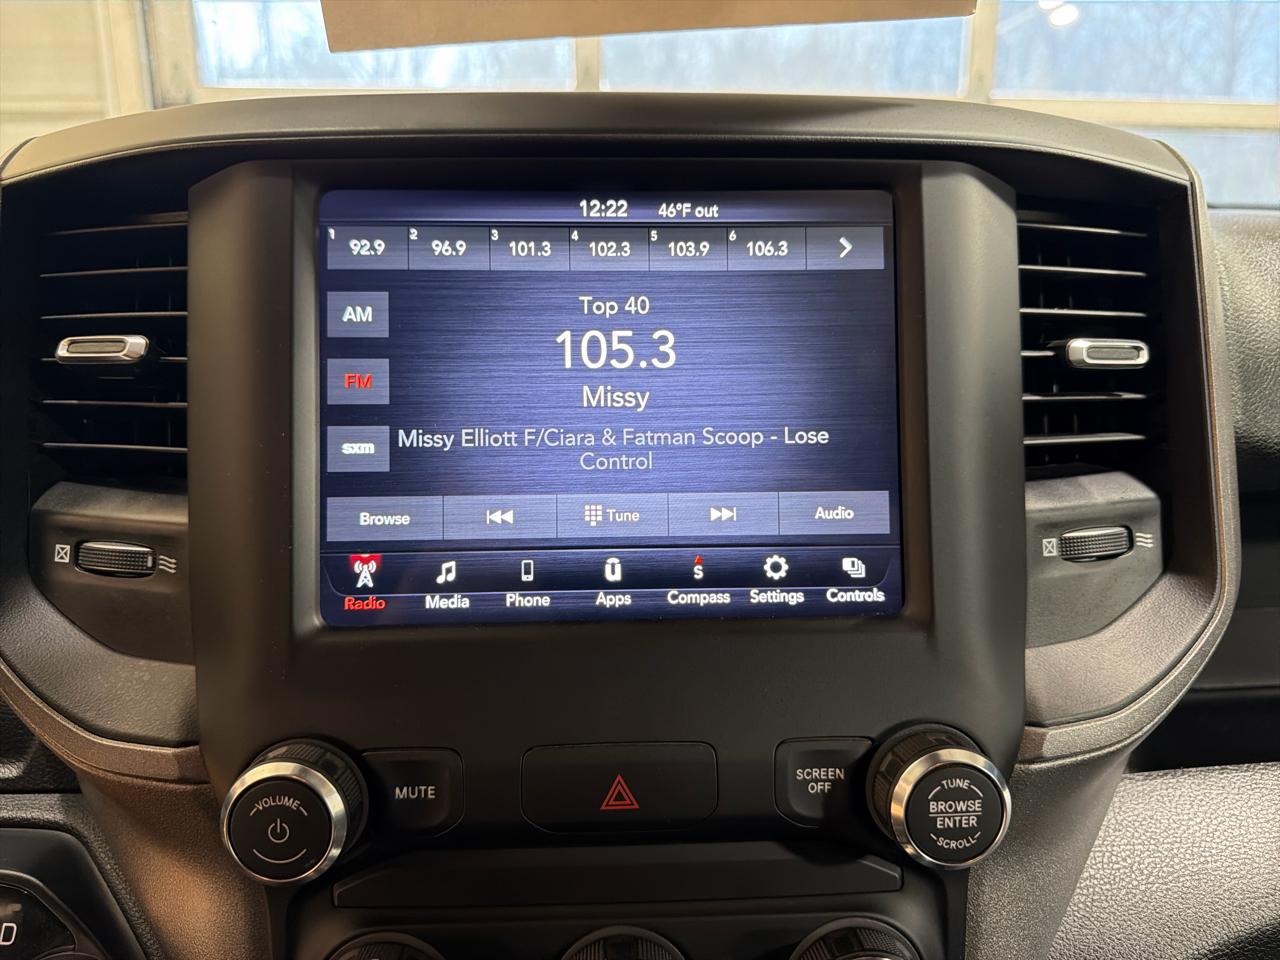 12:22 46°F out
1 92.9 2 96.9 3 101.3 4 102.3 5 103.9 6 106.3
AM
Top 40
105.3
FM
Missy
sxm
Missy Elliott F/Ciara & Fatman Scoop - Lose
Control
Browse Tune Audio
S
Radio Media Phone Apps Compass Settings Controls
VOLUME
MUTE
SCREEN
OFF
TUNE
BROWSE
ENTER
SCROLL
D